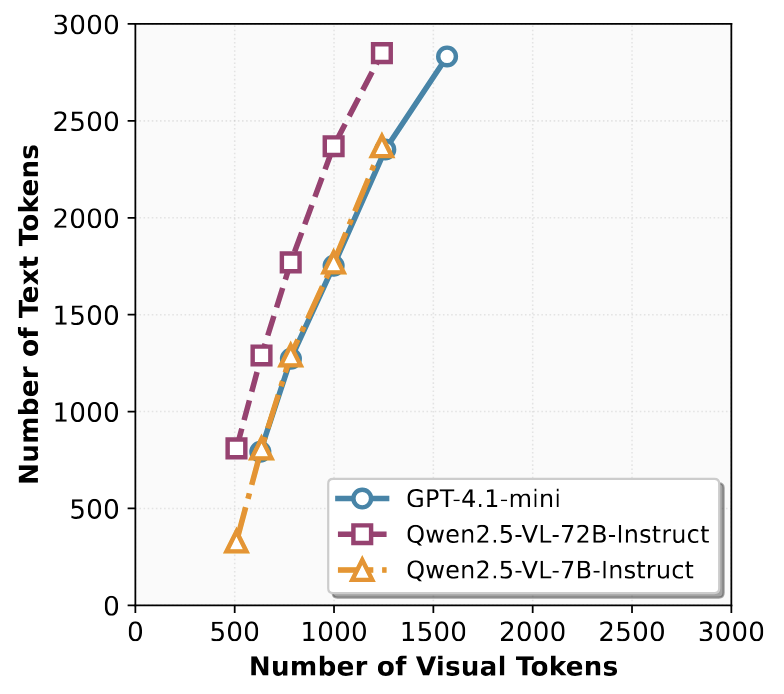 3000
2500
2000
1500
1000
500
0
Number of Text Tokens
GPT-4.1-mini
Qwen2.5-VL-72B-Instruct
Qwen2.5-VL-7B-Instruct
0 500 1000 1500 2000 2500 3000
Number of Visual Tokens